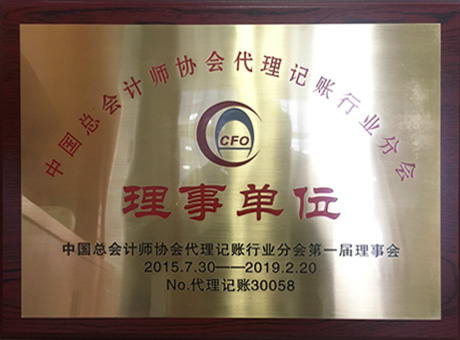 中国总会计师协会代理记账行业分会
CFO
理事单位
中国总会计师协会代理记账行业分会第一届理事会
2015.7.30——2019.2.20
No.代理记账30058